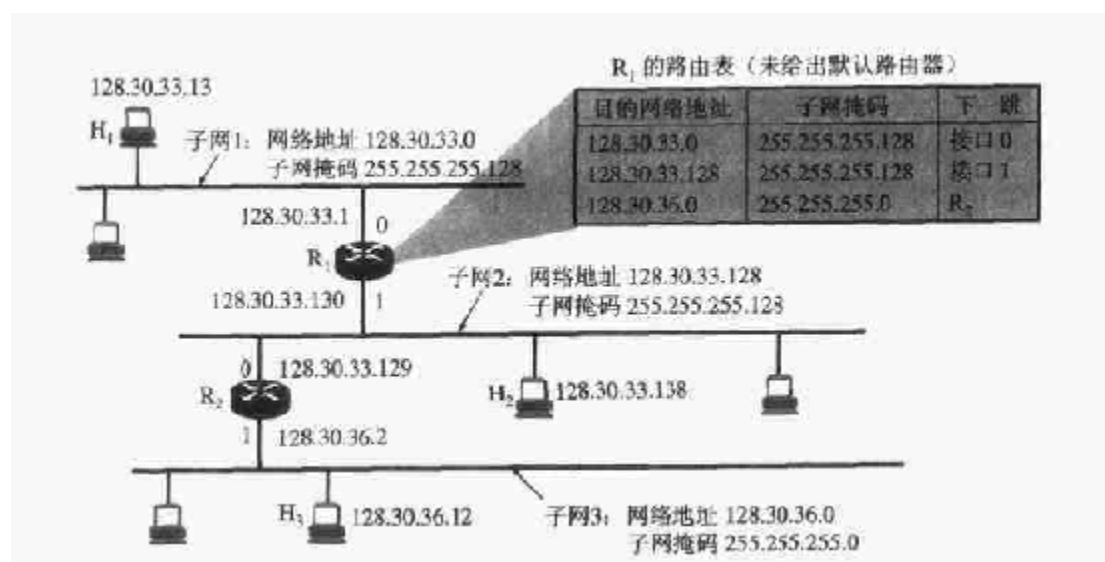 R₁ 的路由表（未给出默认路由器）
目的网络地址 子网掩码 下 跳
128.30.33.0 255.255.255.128 接口 0
128.30.33.128 255.255.255.128 接口 1
128.30.36.0 255.255.255.0 R₂
128.30.33.13
H₁
子网1：网络地址 128.30.33.0
子网掩码 255.255.255.128
128.30.33.1
0
R₁
128.30.33.130
1
子网2：网络地址 128.30.33.128
子网掩码 255.255.255.128
0
128.30.33.129
R₂
H₂
128.30.33.138
1
128.30.36.2
H₃
128.30.36.12
子网3：网络地址 128.30.36.0
子网掩码 255.255.255.0